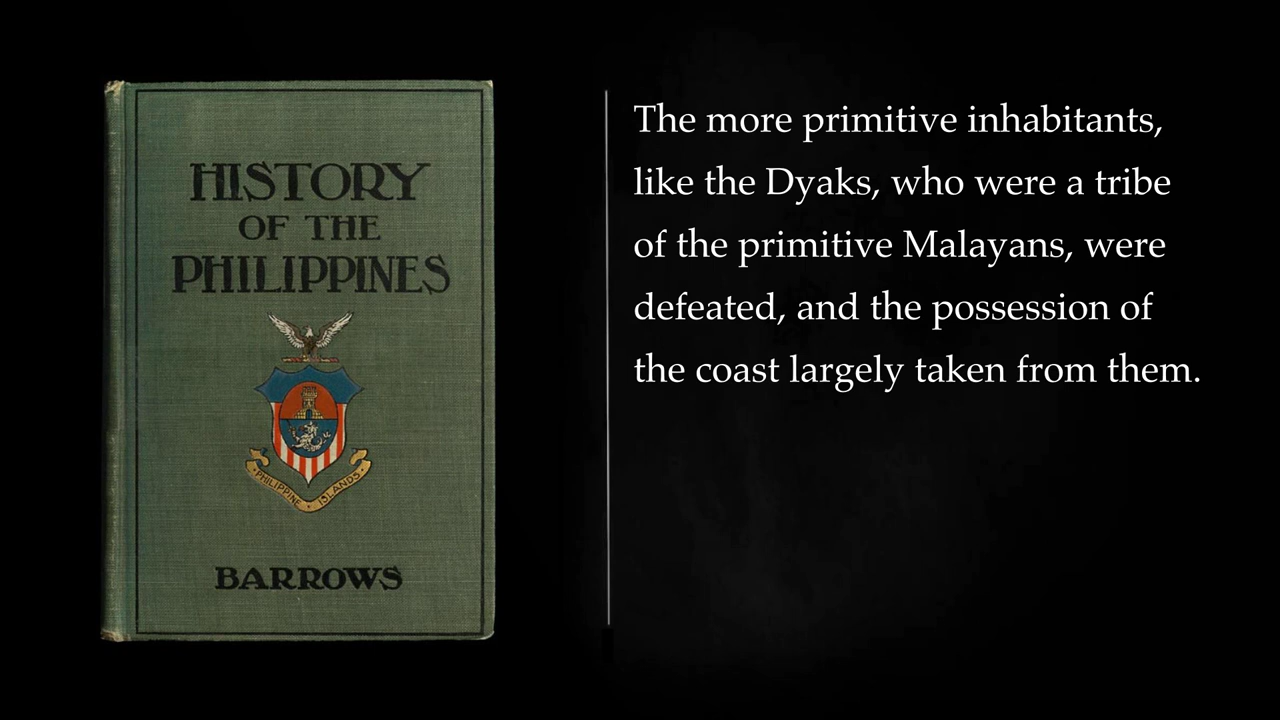 HISTORY
OF THE
PHILIPPINES
PHILIPPINE ISLANDS
BARROWS
The more primitive inhabitants,
like the Dyaks, who were a tribe
of the primitive Malayans, were
defeated, and the possession of
the coast largely taken from them.